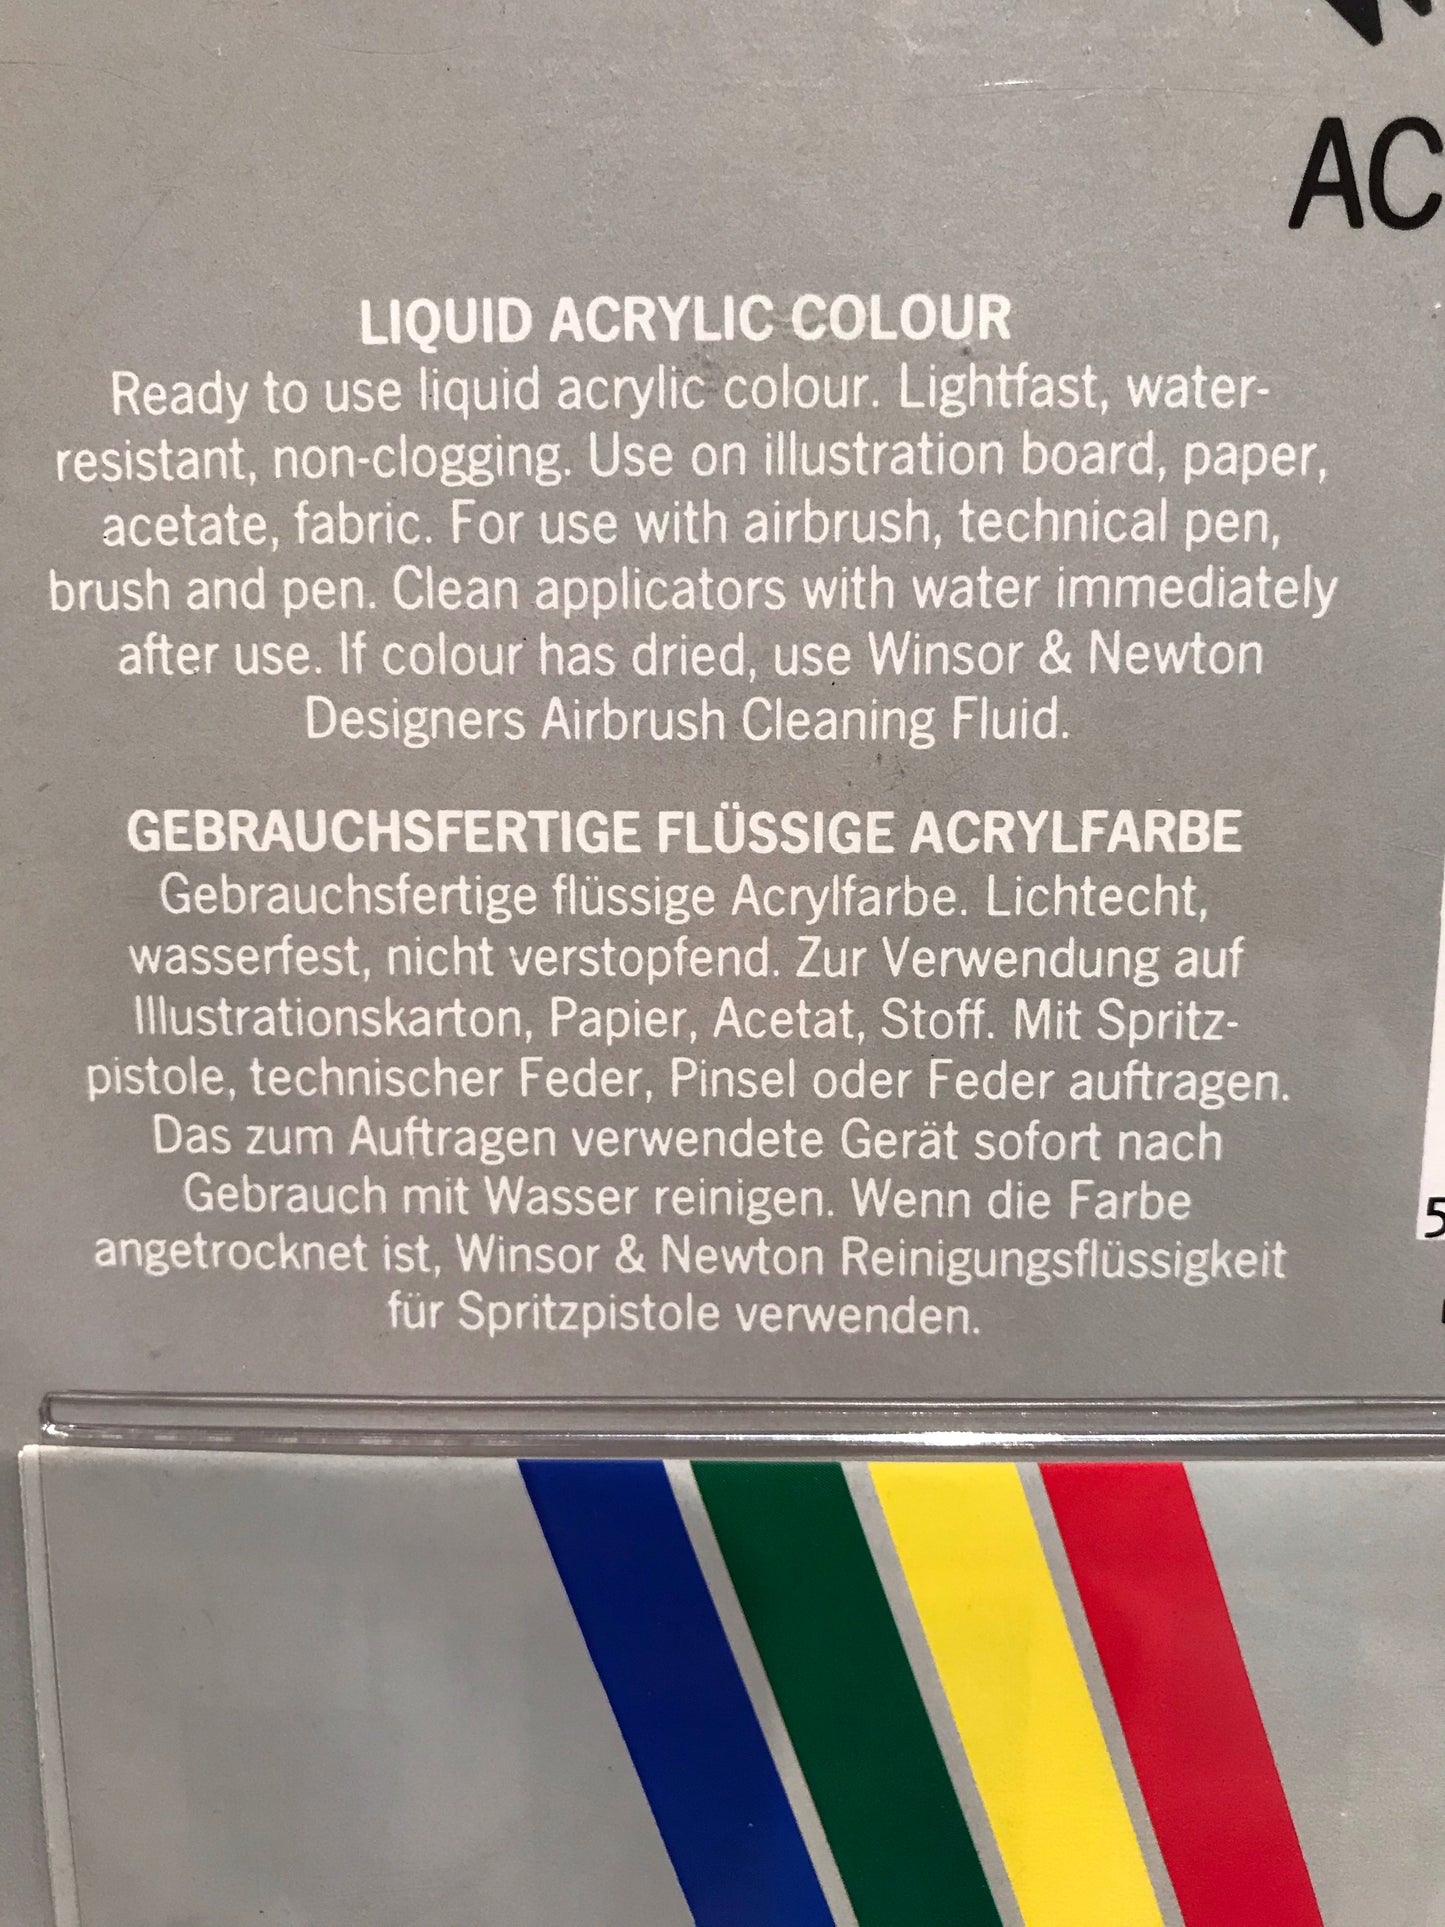 AC
LIQUID ACRYLIC COLOUR
Ready to use liquid acrylic colour. Lightfast, water-
resistant, non-clogging. Use on illustration board, paper,
acetate, fabric. For use with airbrush, technical pen,
brush and pen. Clean applicators with water immediately
after use. If colour has dried, use Winsor & Newton
Designers Airbrush Cleaning Fluid.
GEBRAUCHSFERTIGE FLÜSSIGE ACRYLFARBE
Gebrauchsfertige flüssige Acrylfarbe. Lichtecht,
wasserfest, nicht verstopfend. Zur Verwendung auf
Illustrationskarton, Papier, Acetat, Stoff. Mit Spritz-
pistole, technischer Feder, Pinsel oder Feder auftragen.
Das zum Auftragen verwendete Gerät sofort nach
Gebrauch mit Wasser reinigen. Wenn die Farbe
angetrocknet ist, Winsor & Newton Reinigungsflüssigkeit
für Spritzpistole verwenden.
5